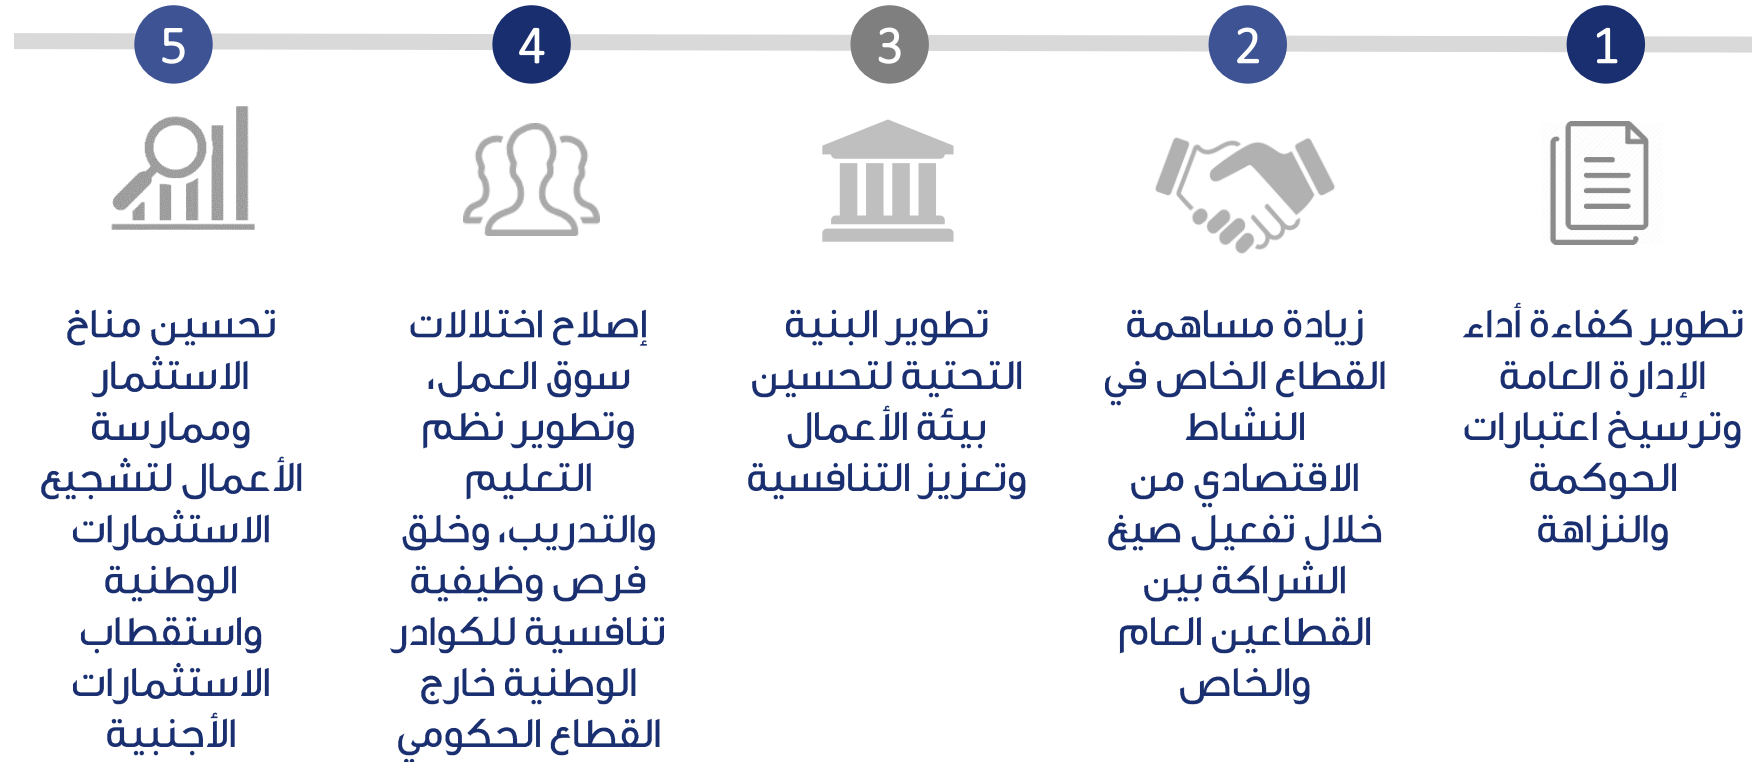 1
تطوير كفاءة أداء
الإدارة العامة
وترسيخ اعتبارات
الحوكمة
والنزاهة
2
زيادة مساهمة
القطاع الخاص في
النشاط
الاقتصادي من
خلال تفعيل صيغ
الشراكة بين
القطاعين العام
والخاص
3
تطوير البنية
التحتية لتحسين
بيئة الأعمال
وتعزيز التنافسية
4
إصلاح اختلالات
سوق العمل،
وتطوير نظم
التعليم
والتدريب، وخلق
فرص وظيفية
تنافسية للكوادر
الوطنية خارج
القطاع الحكومي
5
تحسين مناخ
الاستثمار
وممارسة
الأعمال لتشجيع
الاستثمارات
الوطنية
واستقطاب
الاستثمارات
الأجنبية